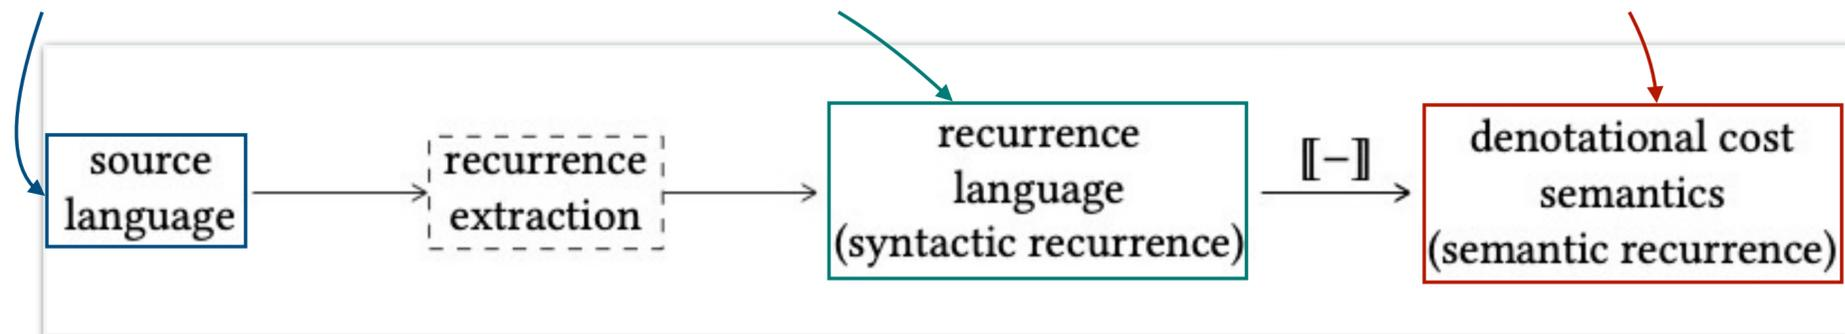 source
language
recurrence
extraction
recurrence
language
(syntactic recurrence)
⟦−⟧
denotational cost
semantics
(semantic recurrence)